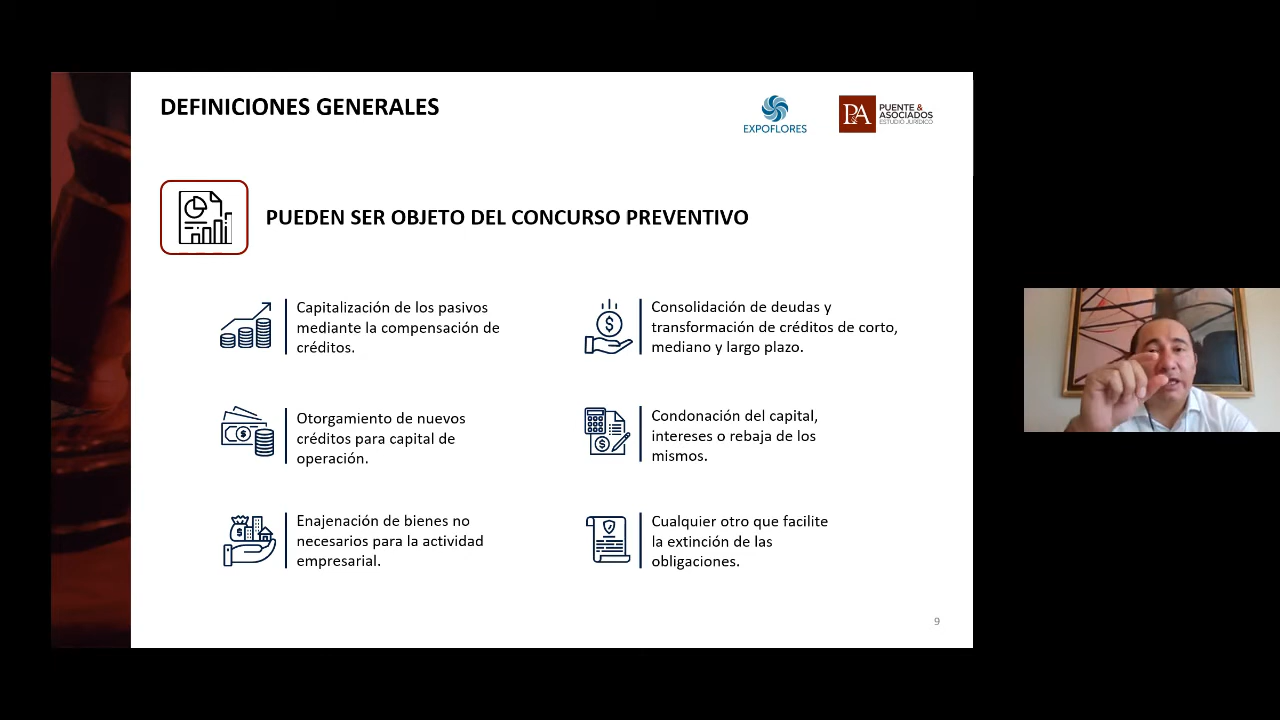 DEFINICIONES GENERALES
EXPOFLORES
PA
PUENTE &
ASOCIADOS
ESTUDIO JURÍDICO
PUEDEN SER OBJETO DEL CONCURSO PREVENTIVO
Capitalización de los pasivos
mediante la compensación de
créditos.
Consolidación de deudas y
transformación de créditos de corto,
mediano y largo plazo.
Otorgamiento de nuevos
créditos para capital de
operación.
Condonación del capital,
intereses o rebaja de los
mismos.
Enajenación de bienes no
necesarios para la actividad
empresarial.
Cualquier otro que facilite
la extinción de las
obligaciones.
9